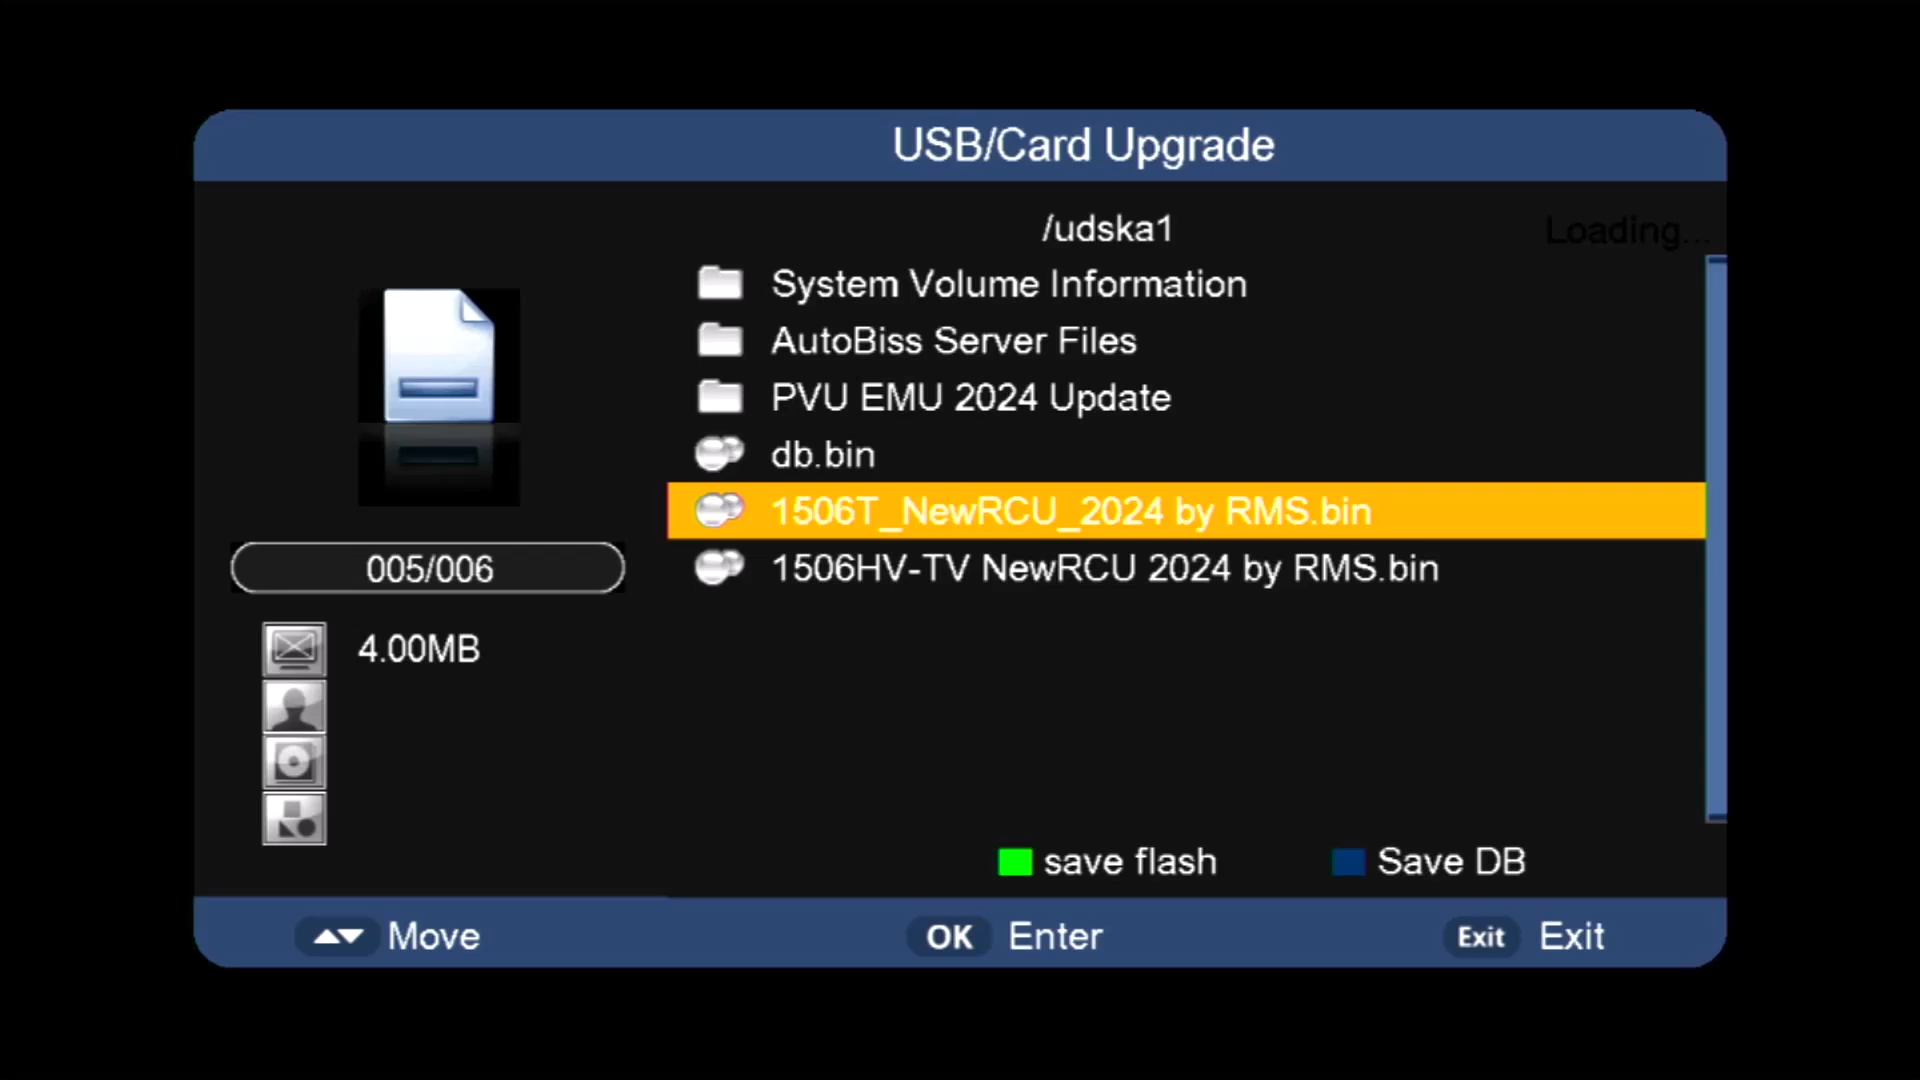 USB/Card Upgrade
/udska1
Loading...
System Volume Information
AutoBiss Server Files
PVU EMU 2024 Update
db.bin
1506T_NewRCU_2024 by RMS.bin
1506HV-TV NewRCU 2024 by RMS.bin
005/006
4.00MB
save flash
Save DB
Move
OK Enter
Exit Exit